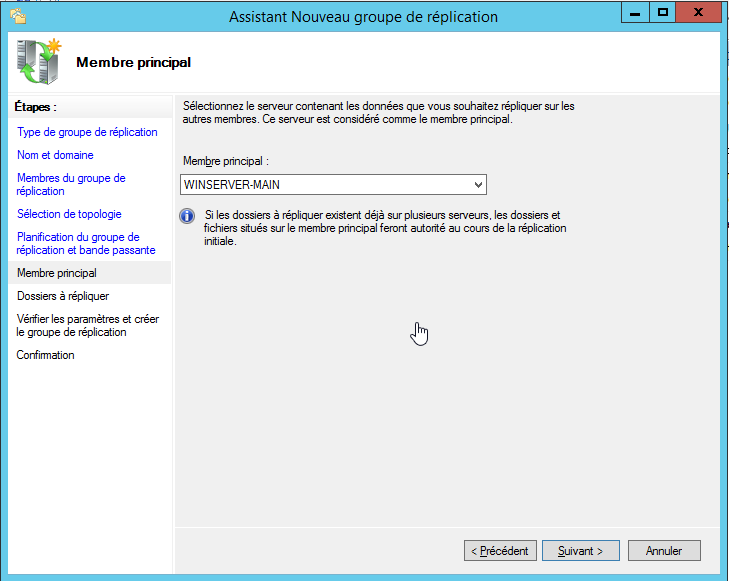 Assistant Nouveau groupe de réplication
Membre principal
Étapes :
Type de groupe de réplication
Nom et domaine
Membres du groupe de
réplication
Sélection de topologie
Planification du groupe de
réplication et bande passante
Membre principal
Dossiers à répliquer
Vérifier les paramètres et créer
le groupe de réplication
Confirmation
Sélectionnez le serveur contenant les données que vous souhaitez répliquer sur les
autres membres. Ce serveur est considéré comme le membre principal.
Membre principal :
WINSERVER-MAIN
Si les dossiers à répliquer existent déjà sur plusieurs serveurs, les dossiers et
fichiers situés sur le membre principal feront autorité au cours de la réplication
initiale.
< Précédent
Suivant >
Annuler